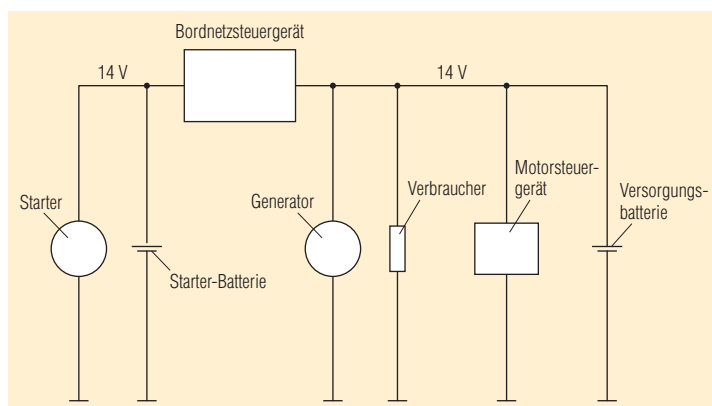 Bordnetzsteuergerät
14 V
14 V
Starter
Starter-Batterie
Generator
Verbraucher
Motorsteuer-
gerät
Versorgungs-
batterie